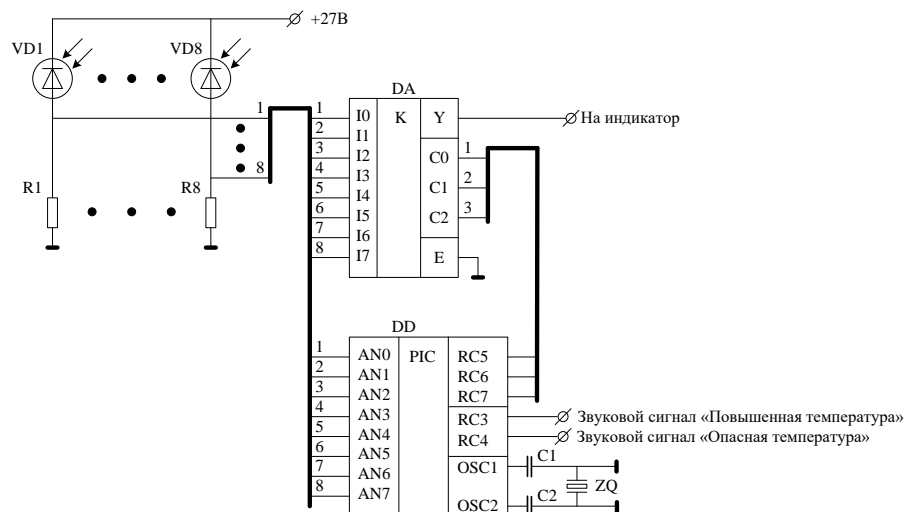 +27В
VD1
VD8
DA
1
8
1
2
3
4
5
6
7
8
I0
I1
I2
I3
I4
I5
I6
I7
K
Y
C0
C1
C2
E
1
2
3
На индикатор
R1
R8
DD
1
2
3
4
5
6
7
8
AN0
AN1
AN2
AN3
AN4
AN5
AN6
AN7
PIC
RC5
RC6
RC7
RC3
RC4
OSC1
OSC2
Звуковой сигнал «Повышенная температура»
Звуковой сигнал «Опасная температура»
C1
ZQ
C2